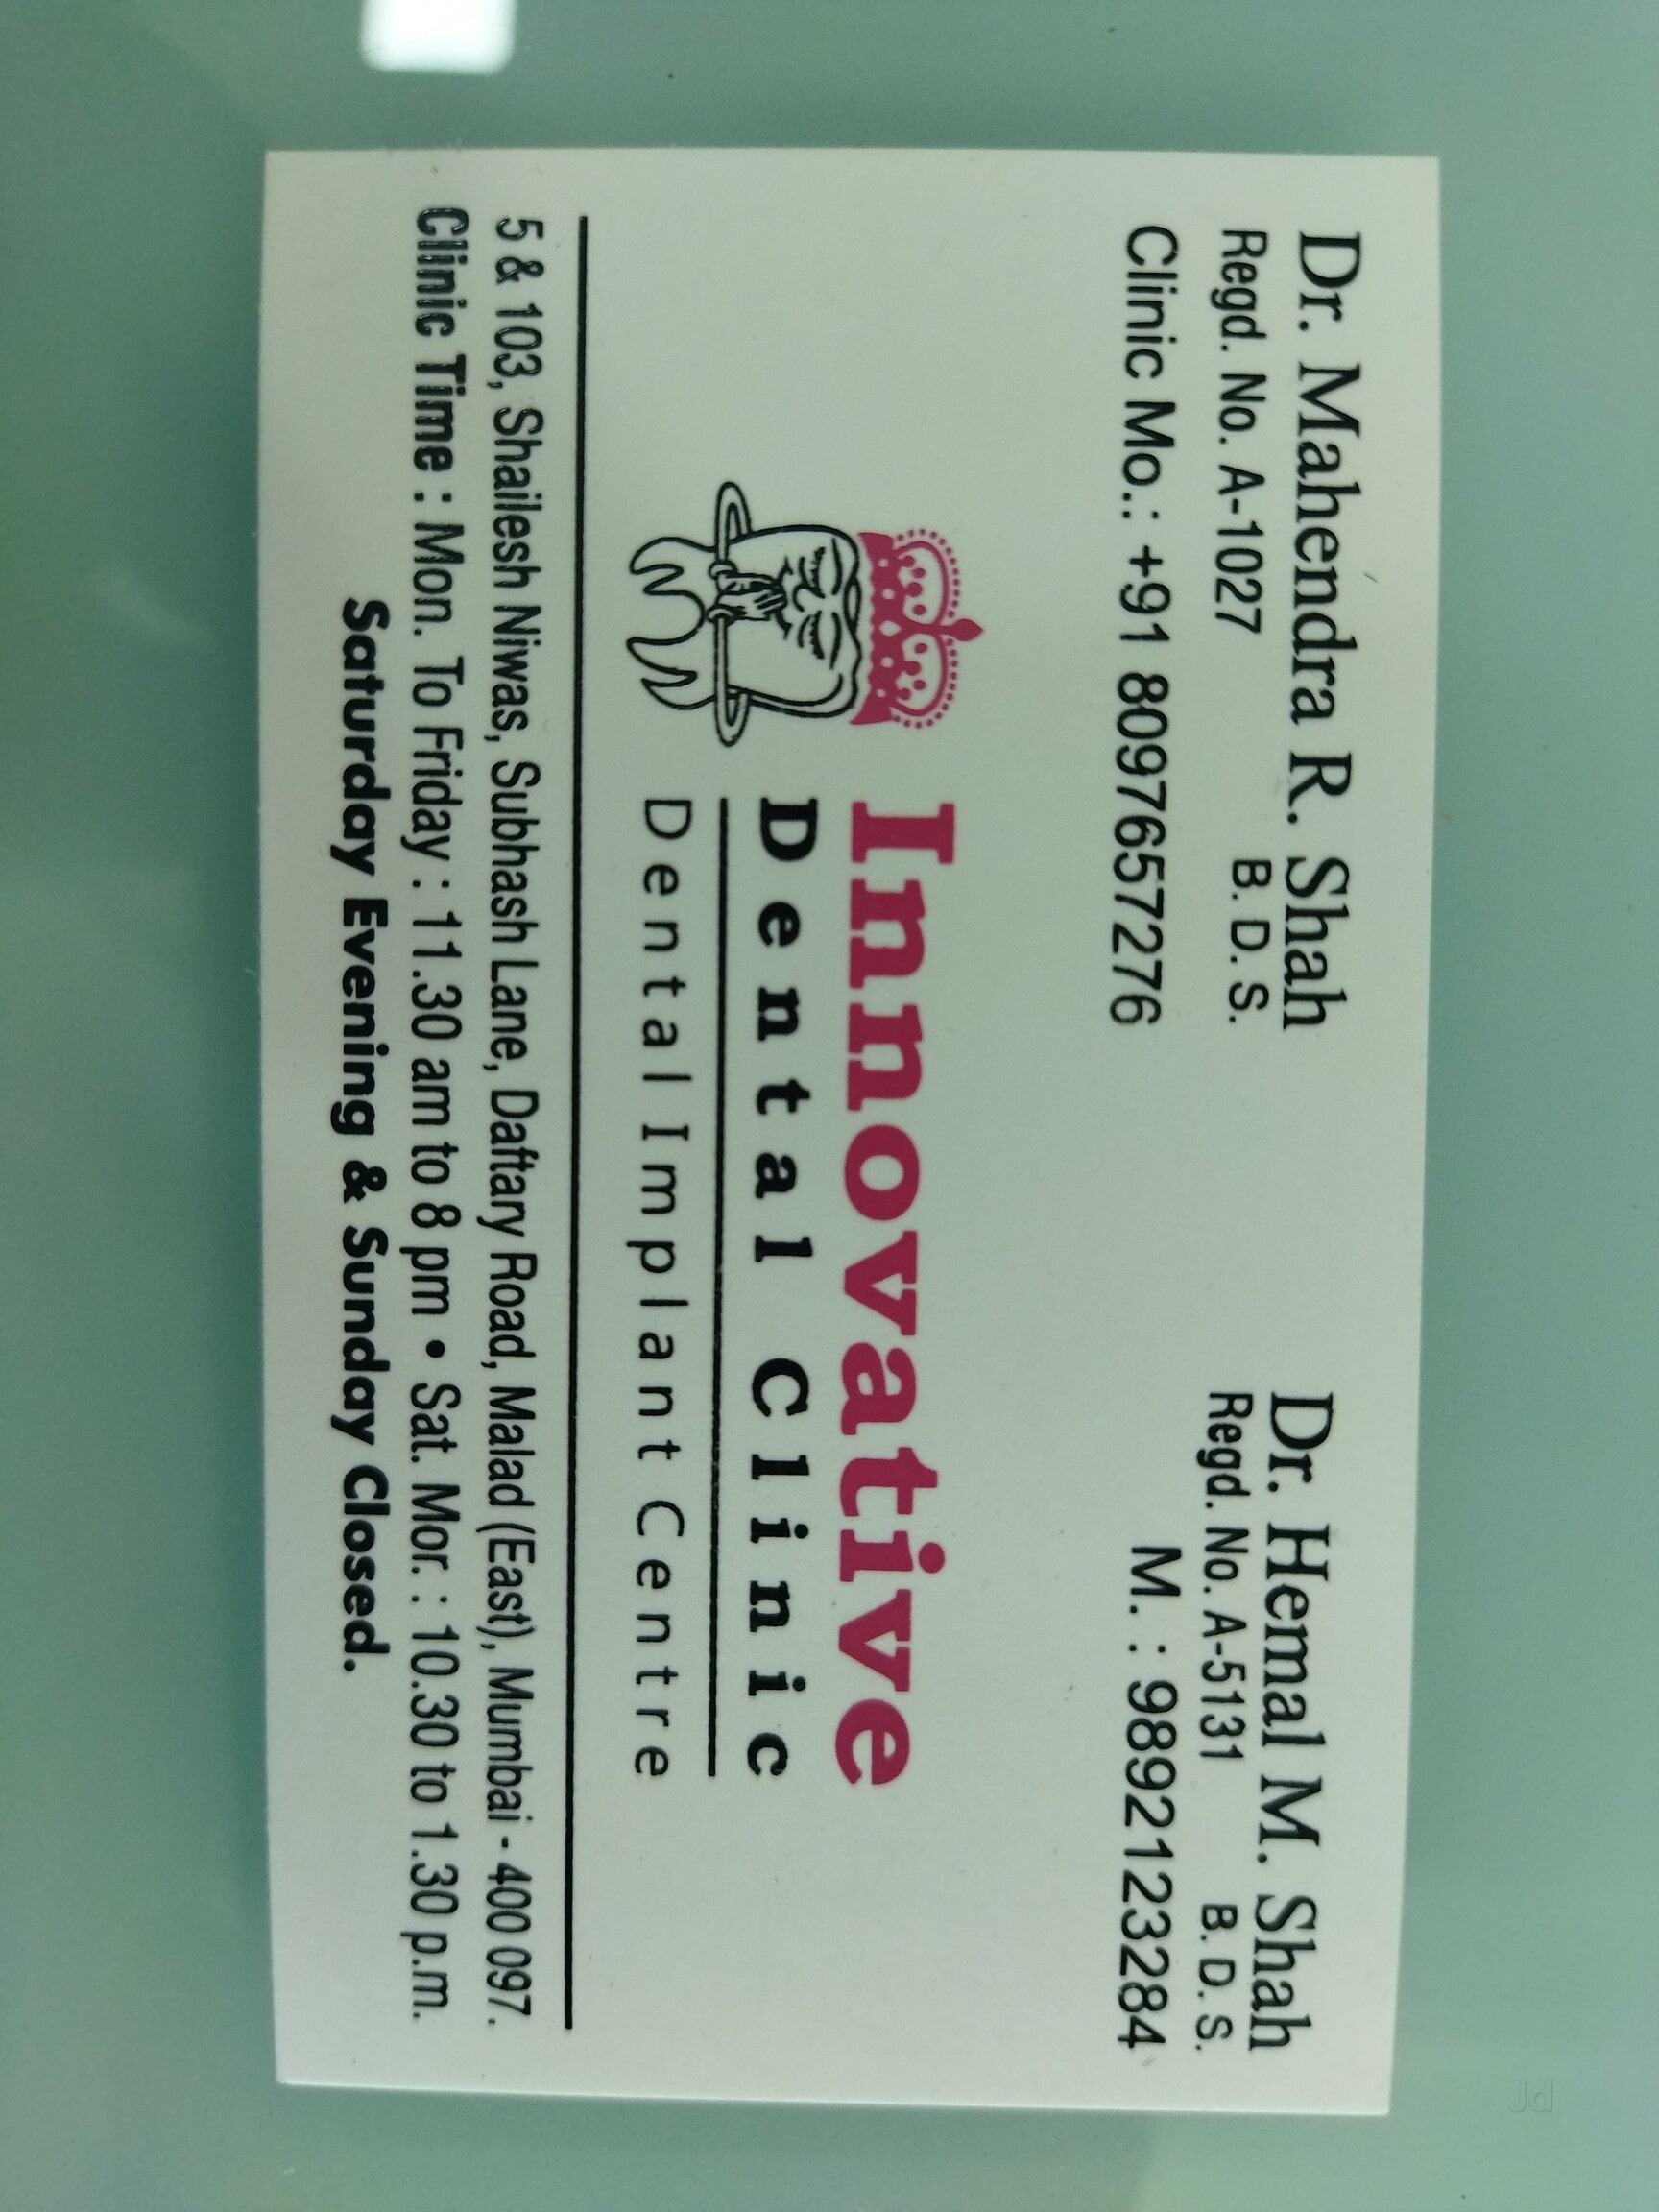 Dr. Mahendra R. Shah
Regd. No. A-1027 B. D. S.
Clinic Mo.: +91 8097657276
Dr. Hemal M. Shah
Regd. No. A-5131 B. D. S.
M. : 9892123284
Innovative
Dental Clinic
Dental Implant Centre
5 & 103, Shailesh Niwas, Subhash Lane, Daftary Road, Malad (East), Mumbai - 400 097.
Clinic Time : Mon. To Friday : 11.30 am to 8 pm • Sat. Mor. : 10.30 to 1.30 p.m.
Saturday Evening & Sunday Closed.
Jd